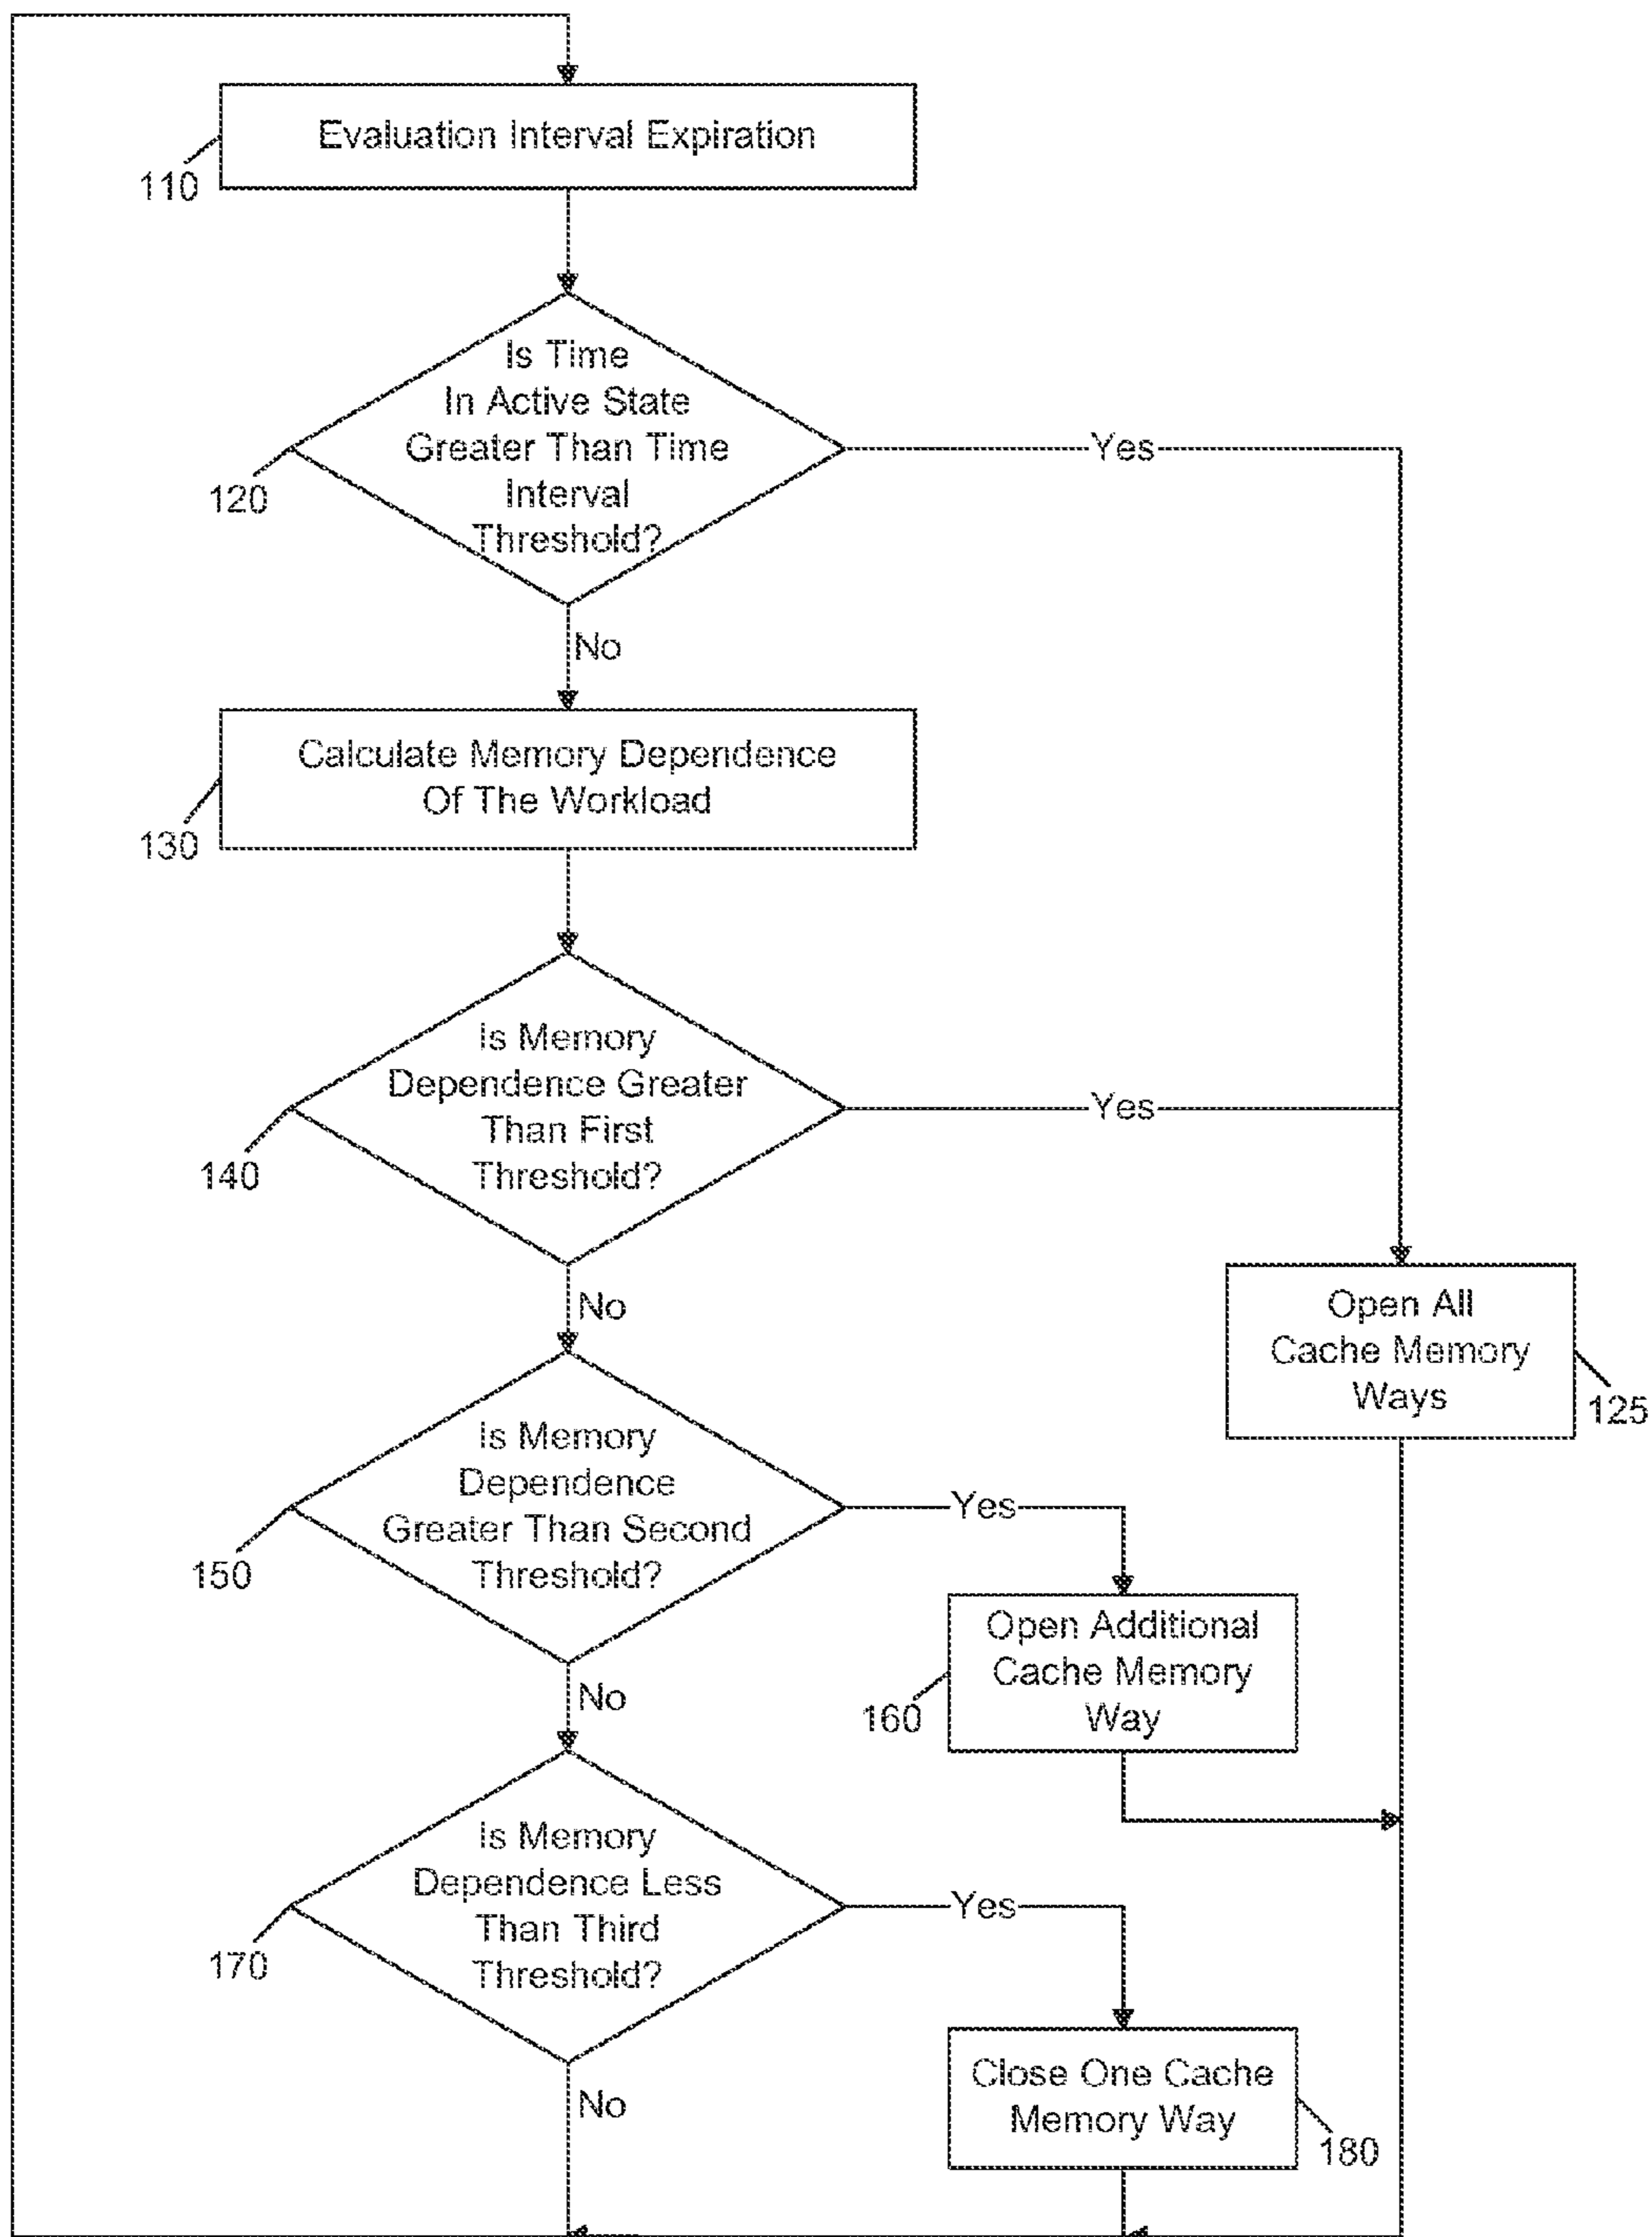 Evaluation Interval Expiration
110
Is Time
In Active State
Greater Than Time
Interval
Threshold?
Yes
120
No
Calculate Memory Dependence
Of The Workload
130
Is Memory
Dependence Greater
Than First
Threshold?
Yes
140
No
Open All
Cache Memory
Ways
125
Is Memory
Dependence
Greater Than Second
Threshold?
Yes
150
Open Additional
Cache Memory
Way
160
No
Is Memory
Dependence Less
Than Third
Threshold?
Yes
170
Close One Cache
Memory Way
180
No